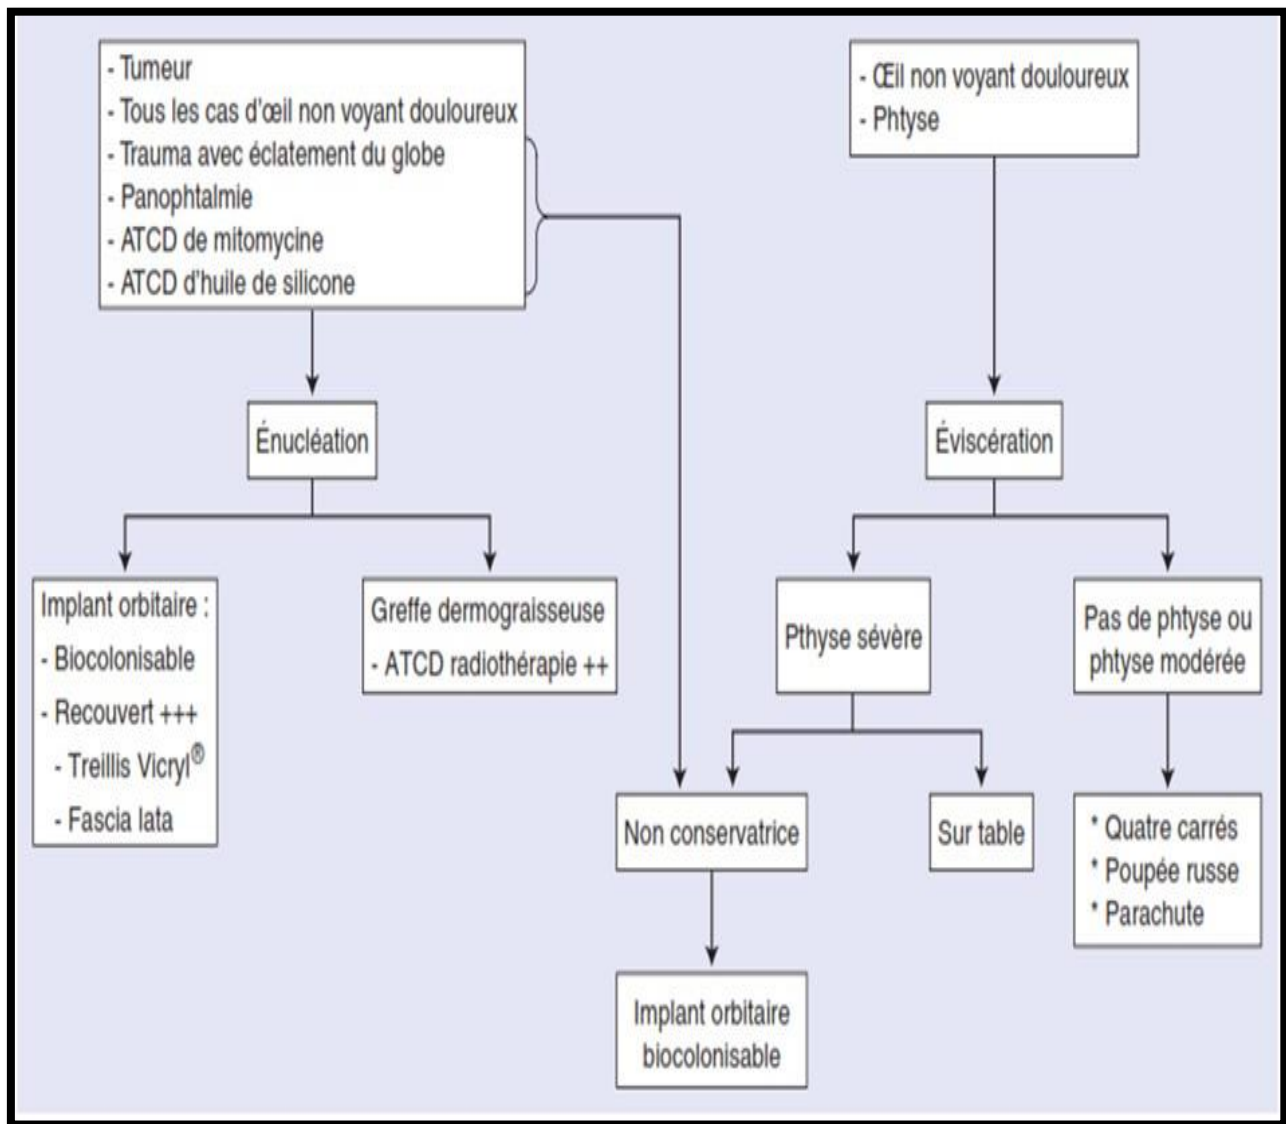 - Tumeur
- Tous les cas d'œil non voyant douloureux
- Trauma avec éclatement du globe
- Panophtalmie
- ATCD de mitomycine
- ATCD d'huile de silicone
- Œil non voyant douloureux
- Phtyse
Énucléation
Éviscération
Implant orbitaire :
- Biocolonisable
- Recouvert +++
- Treillis Vicryl®
- Fascia lata
Greffe dermograisseuse
- ATCD radiothérapie ++
Pthyse sévère
Pas de phtyse ou
phtyse modérée
Non conservatrice
Sur table
* Quatre carrés
* Poupée russe
* Parachute
Implant orbitaire
biocolonisable